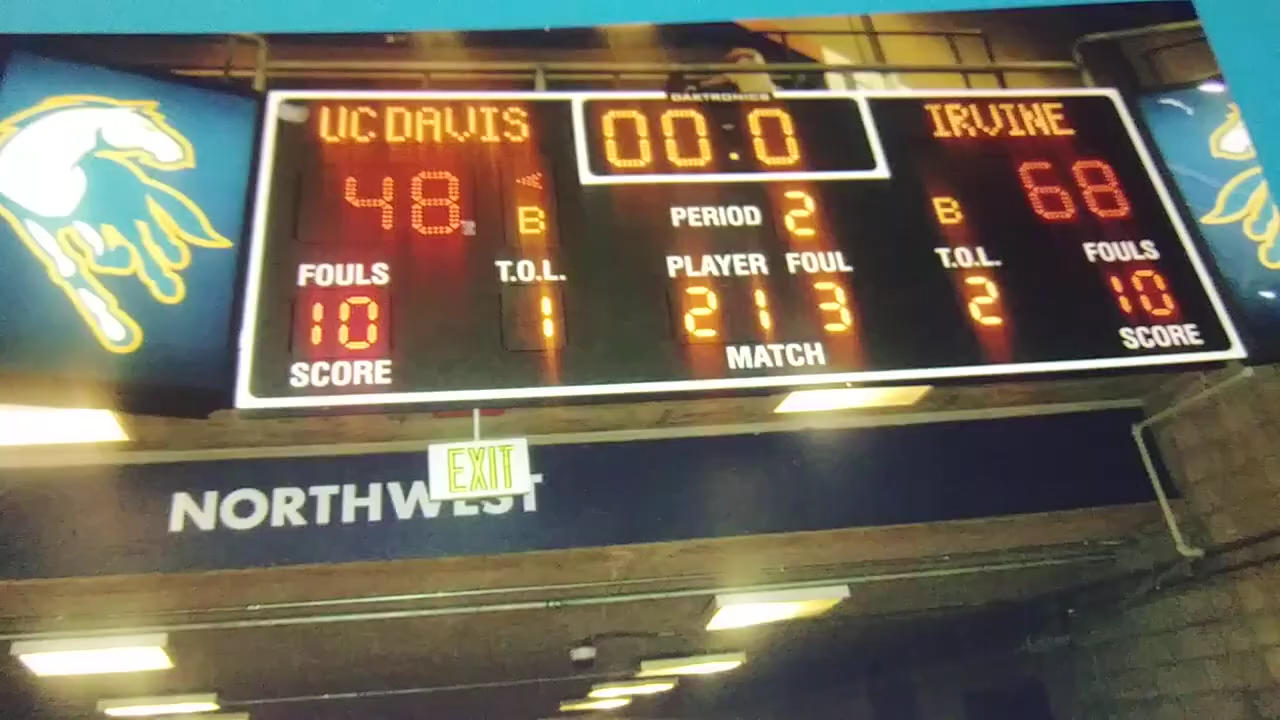 DAKTRONICS
UC DAVIS 00:0 IRVINE
48 B PERIOD 2 B 68
FOULS T.O.L. PLAYER FOUL T.O.L. FOULS
10 1 21 3 2 10
SCORE MATCH SCORE
EXIT
NORTHWEST